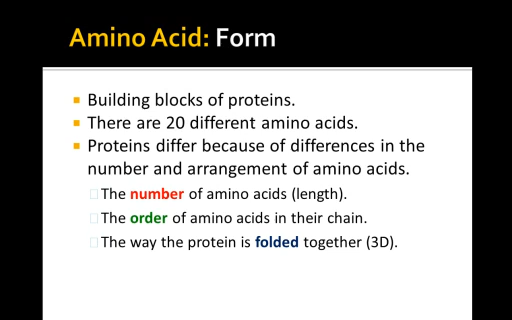 Amino Acid: Form
Building blocks of proteins.
There are 20 different amino acids.
Proteins differ because of differences in the
number and arrangement of amino acids.
The number of amino acids (length).
The order of amino acids in their chain.
The way the protein is folded together (3D).